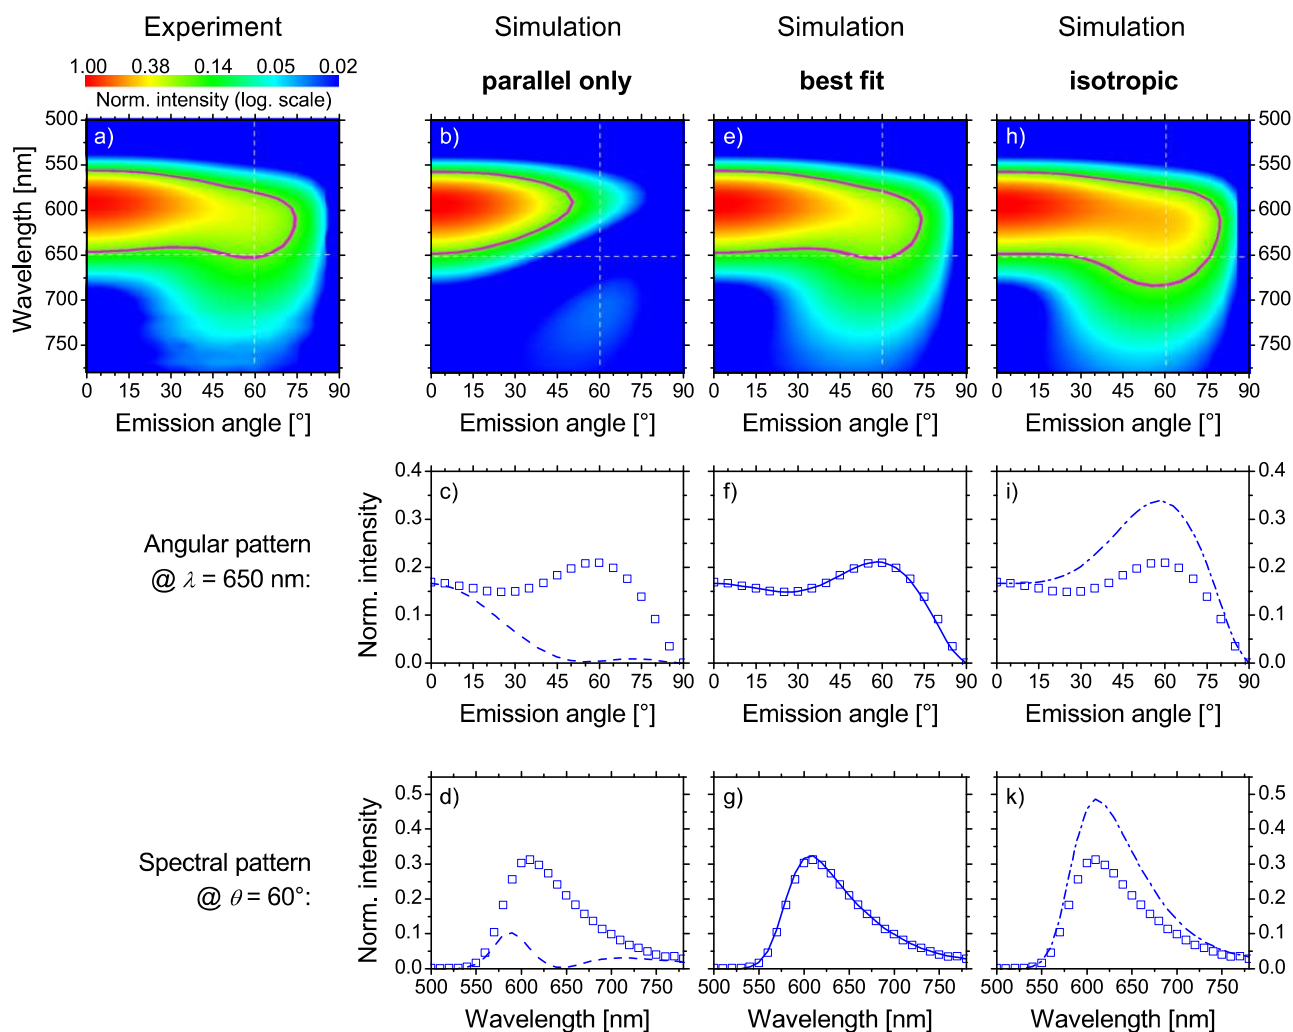 Experiment Simulation Simulation Simulation
parallel only best fit isotropic
1.00 0.38 0.14 0.05 0.02
Norm. intensity (log. scale)
a) b) e) h)
Wavelength [nm]
500 550 600 650 700 750
500 550 600 650 700 750
0 15 30 45 60 75 90
0 15 30 45 60 75 90
0 15 30 45 60 75 90
0 15 30 45 60 75 90
Emission angle [°] Emission angle [°] Emission angle [°] Emission angle [°]
Angular pattern
@ λ = 650 nm:
Norm. intensity
0.4 0.3 0.2 0.1 0.0
c) f) i)
0.4 0.3 0.2 0.1 0.0
0 15 30 45 60 75 90
0 15 30 45 60 75 90
0 15 30 45 60 75 90
Emission angle [°] Emission angle [°] Emission angle [°]
Spectral pattern
@ θ = 60°:
Norm. intensity
0.5 0.4 0.3 0.2 0.1 0.0
d) g) k)
0.5 0.4 0.3 0.2 0.1 0.0
500 550 600 650 700 750
500 550 600 650 700 750
500 550 600 650 700 750
Wavelength [nm] Wavelength [nm] Wavelength [nm]